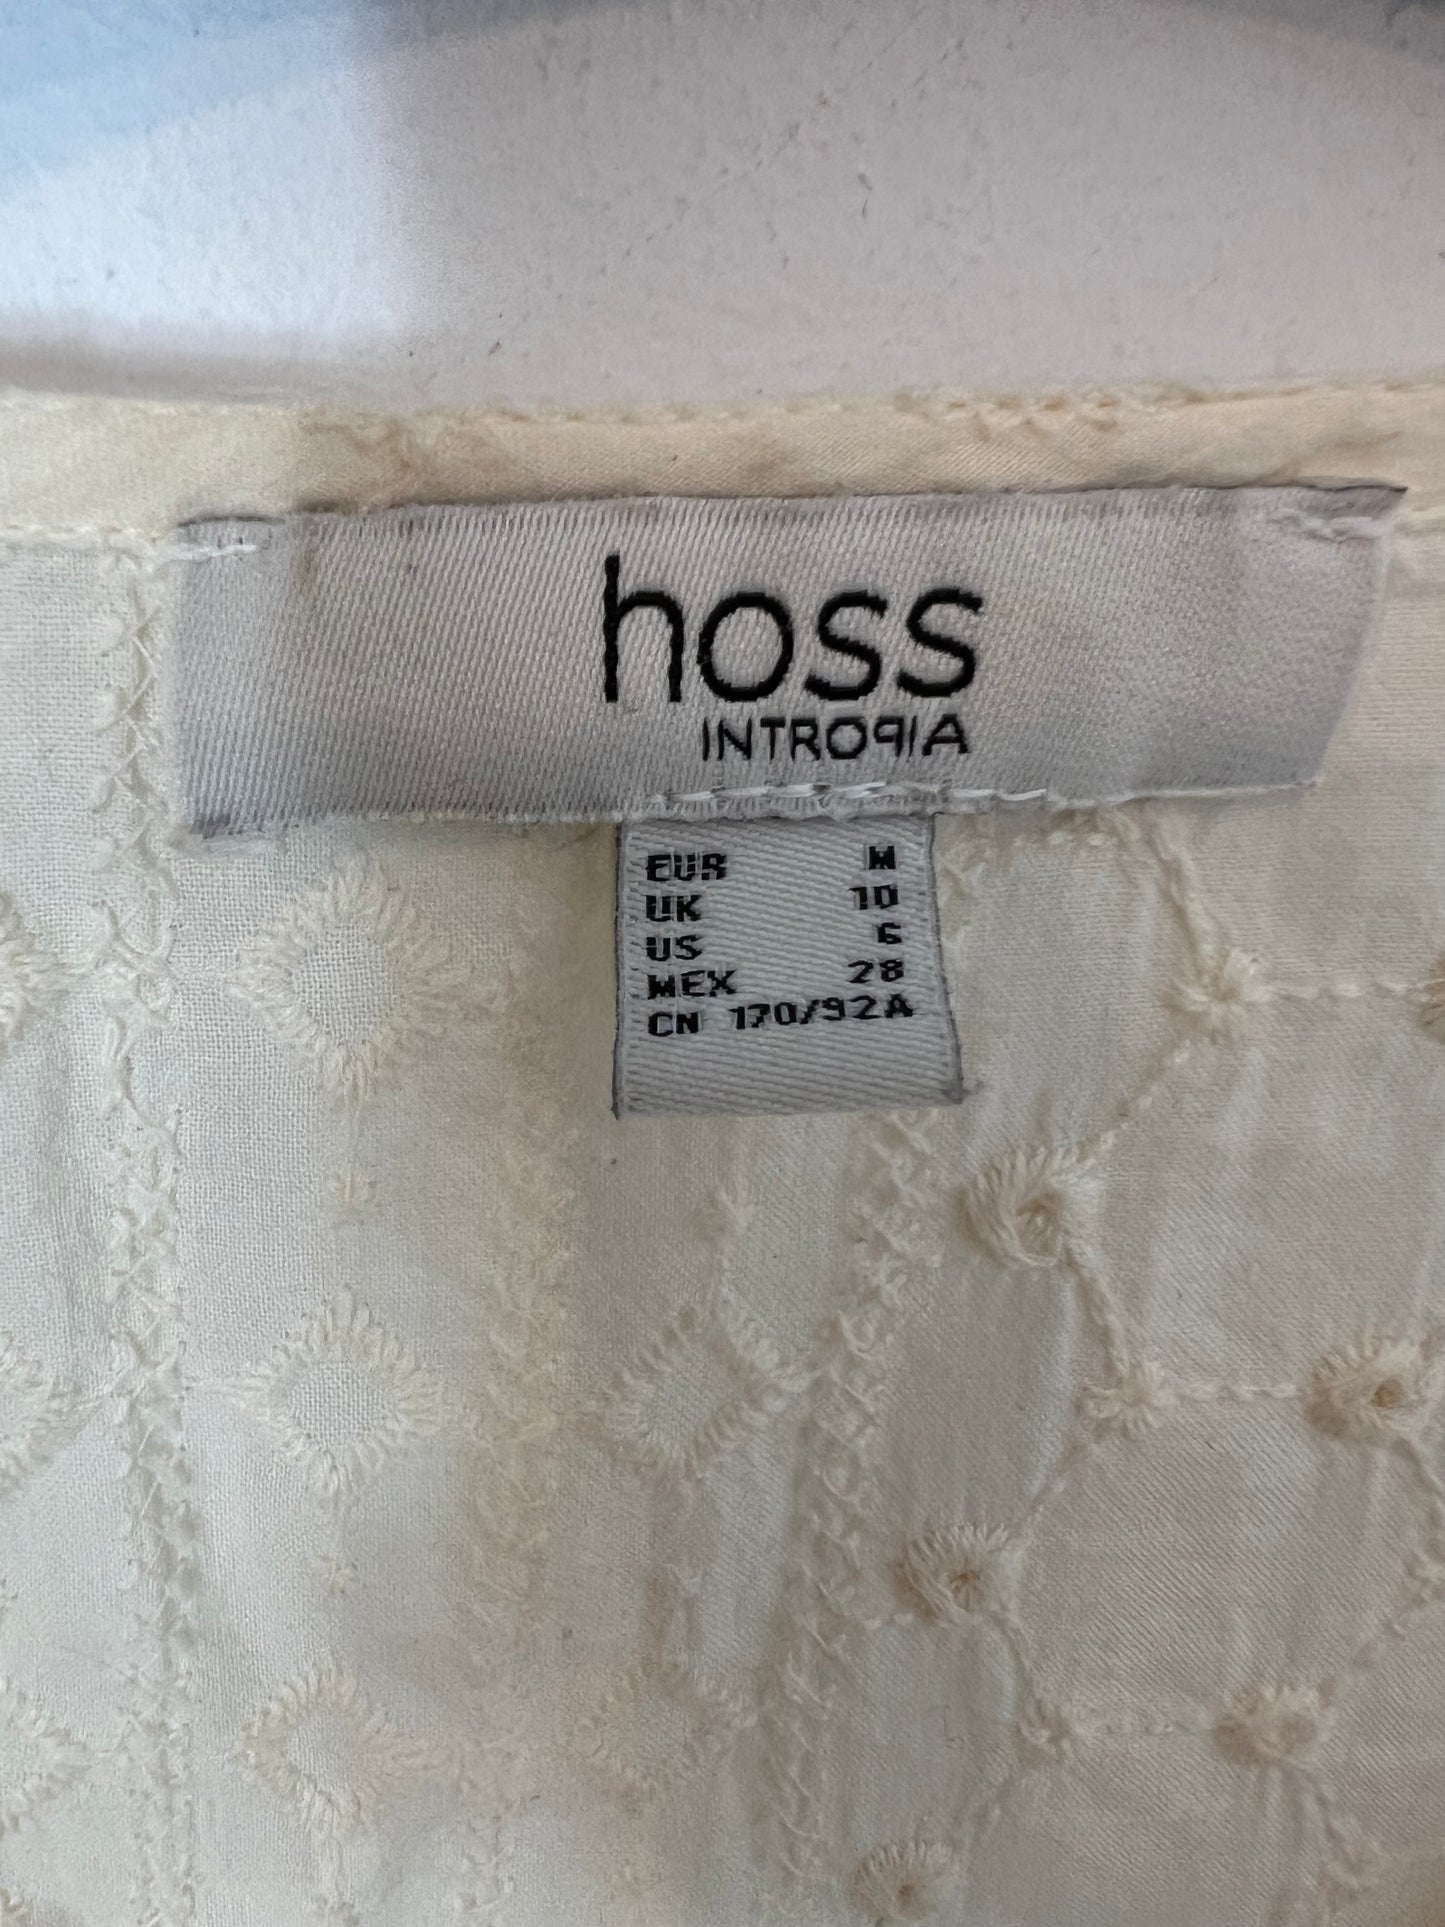 hoss
INTROPIA
EUR M
UK 10
US 6
MEX 28
CN 170/92A